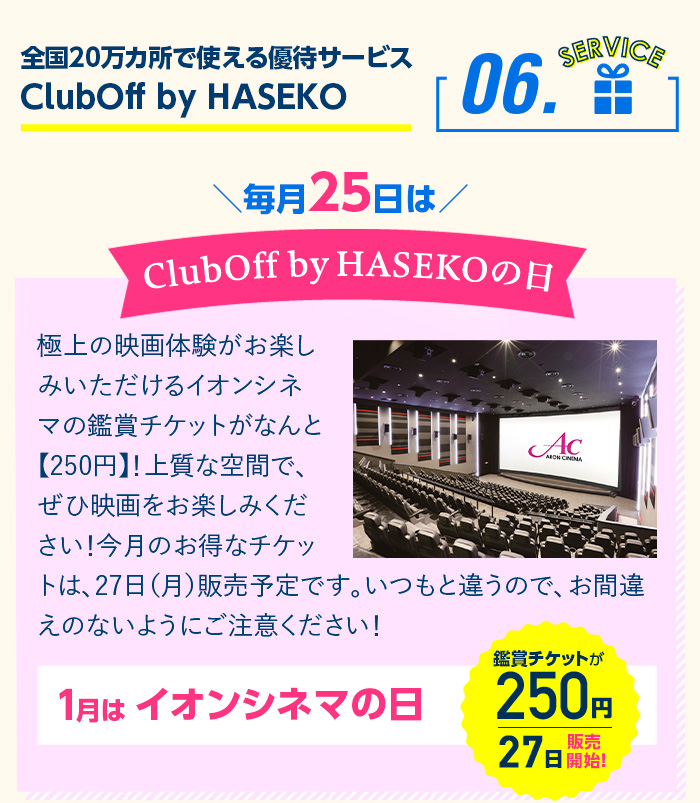 全国20万カ所で使える優待サービス
ClubOff by HASEKO
06.
SERVICE
＼毎月25日は／
ClubOff by HASEKOの日
極上の映画体験がお楽し
みいただけるイオンシネ
マの鑑賞チケットがなんと
【250円】！上質な空間で、
ぜひ映画をお楽しみくだ
さい！今月のお得なチケッ
トは、27日（月）販売予定です。いつもと違うので、お間違
えのないようにご注意ください！
Ac
AEON CINEMA
1月は イオンシネマの日
鑑賞チケットが
250円
27日販売開始！